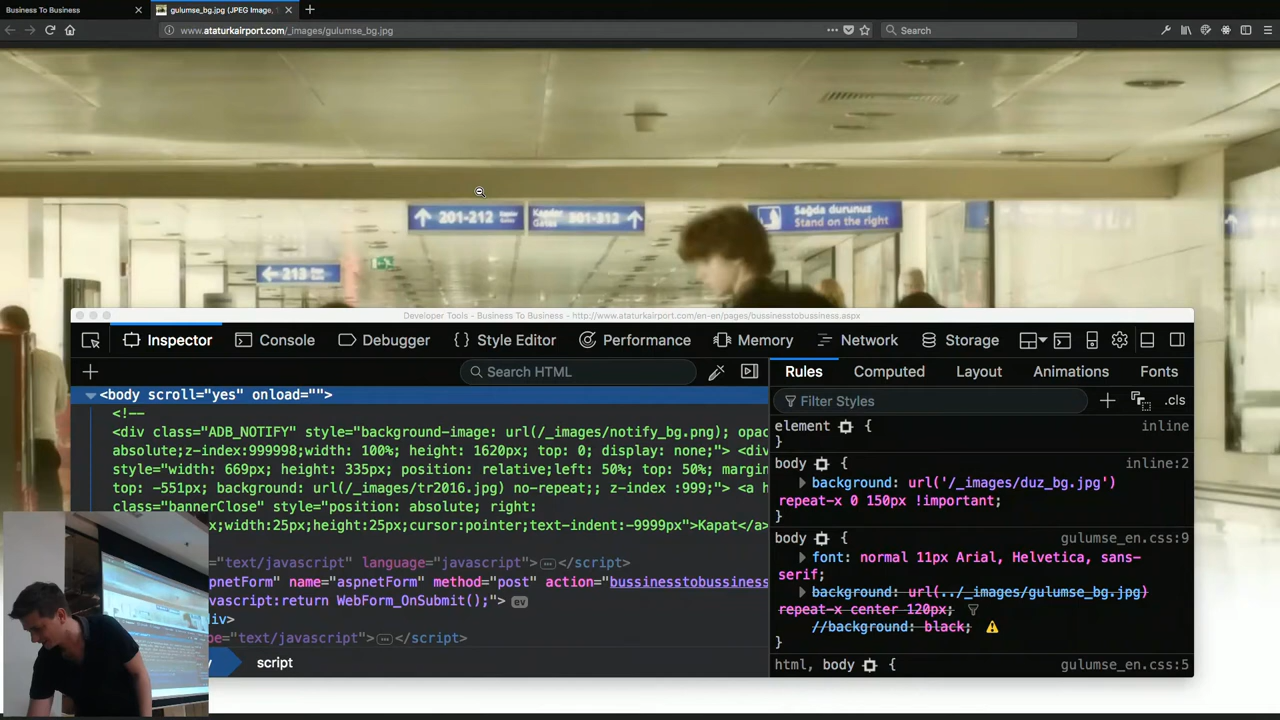 Business To Business
gulumse_bg.jpg (JPEG Image,
www.ataturkairport.com/_images/gulumse_bg.jpg
Search
201-212
301-312
Sağda durunuz
Stand on the right
213
Developer Tools - Business To Business - http://www.ataturkairport.com/en-en/pages/bussinesstobussiness.aspx
Inspector Console Debugger Style Editor Performance Memory Network Storage
Search HTML
Rules Computed Layout Animations Fonts
Filter Styles
.cls
<body scroll="yes" onload="">
<!--
<div class="ADB_NOTIFY" style="background-image: url(/_images/notify_bg.png); opac
absolute;z-index:999998;width: 100%; height: 1620px; top: 0; display: none;"> <div
style="width: 669px; height: 335px; position: relative;left: 50%; top: 50%; margin
top: -551px; background: url(/_images/tr2016.jpg) no-repeat;; z-index :999;"> <a h
class="bannerClose" style="position: absolute; right:
px;width:25px;height:25px;cursor:pointer;text-indent:-9999px">Kapat</a>
="text/javascript" language="javascript"></script>
pnetForm" name="aspnetForm" method="post" action="bussinesstobussiness
avascript:return WebForm_OnSubmit();"> ev
iv>
pe="text/javascript"></script>
script
element {
inline
}
body {
inline:2
background: url('/_images/duz_bg.jpg')
repeat-x 0 150px !important;
}
body {
gulumse_en.css:9
font: normal 11px Arial, Helvetica, sans-
serif;
background: url(../_images/gulumse_bg.jpg)
repeat-x center 120px;
//background: black;
}
html, body {
gulumse_en.css:5